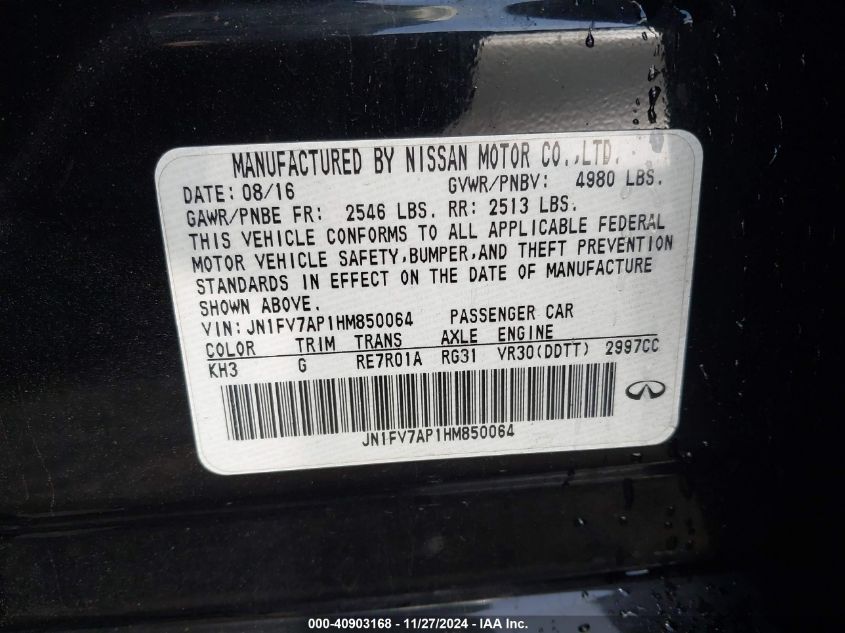 MANUFACTURED BY NISSAN MOTOR CO.,LTD.
DATE: 08/16 GVWR/PNBV: 4980 LBS.
GAWR/PNBE FR: 2546 LBS. RR: 2513 LBS.
THIS VEHICLE CONFORMS TO ALL APPLICABLE FEDERAL
MOTOR VEHICLE SAFETY,BUMPER,AND THEFT PREVENTION
STANDARDS IN EFFECT ON THE DATE OF MANUFACTURE
SHOWN ABOVE.
VIN: JN1FV7AP1HM850064 PASSENGER CAR
COLOR TRIM TRANS AXLE ENGINE
KH3 G RE7R01A RG31 VR30(DDTT) 2997CC
JN1FV7AP1HM850064
000-40903168 - 11/27/2024 - IAA, Inc.